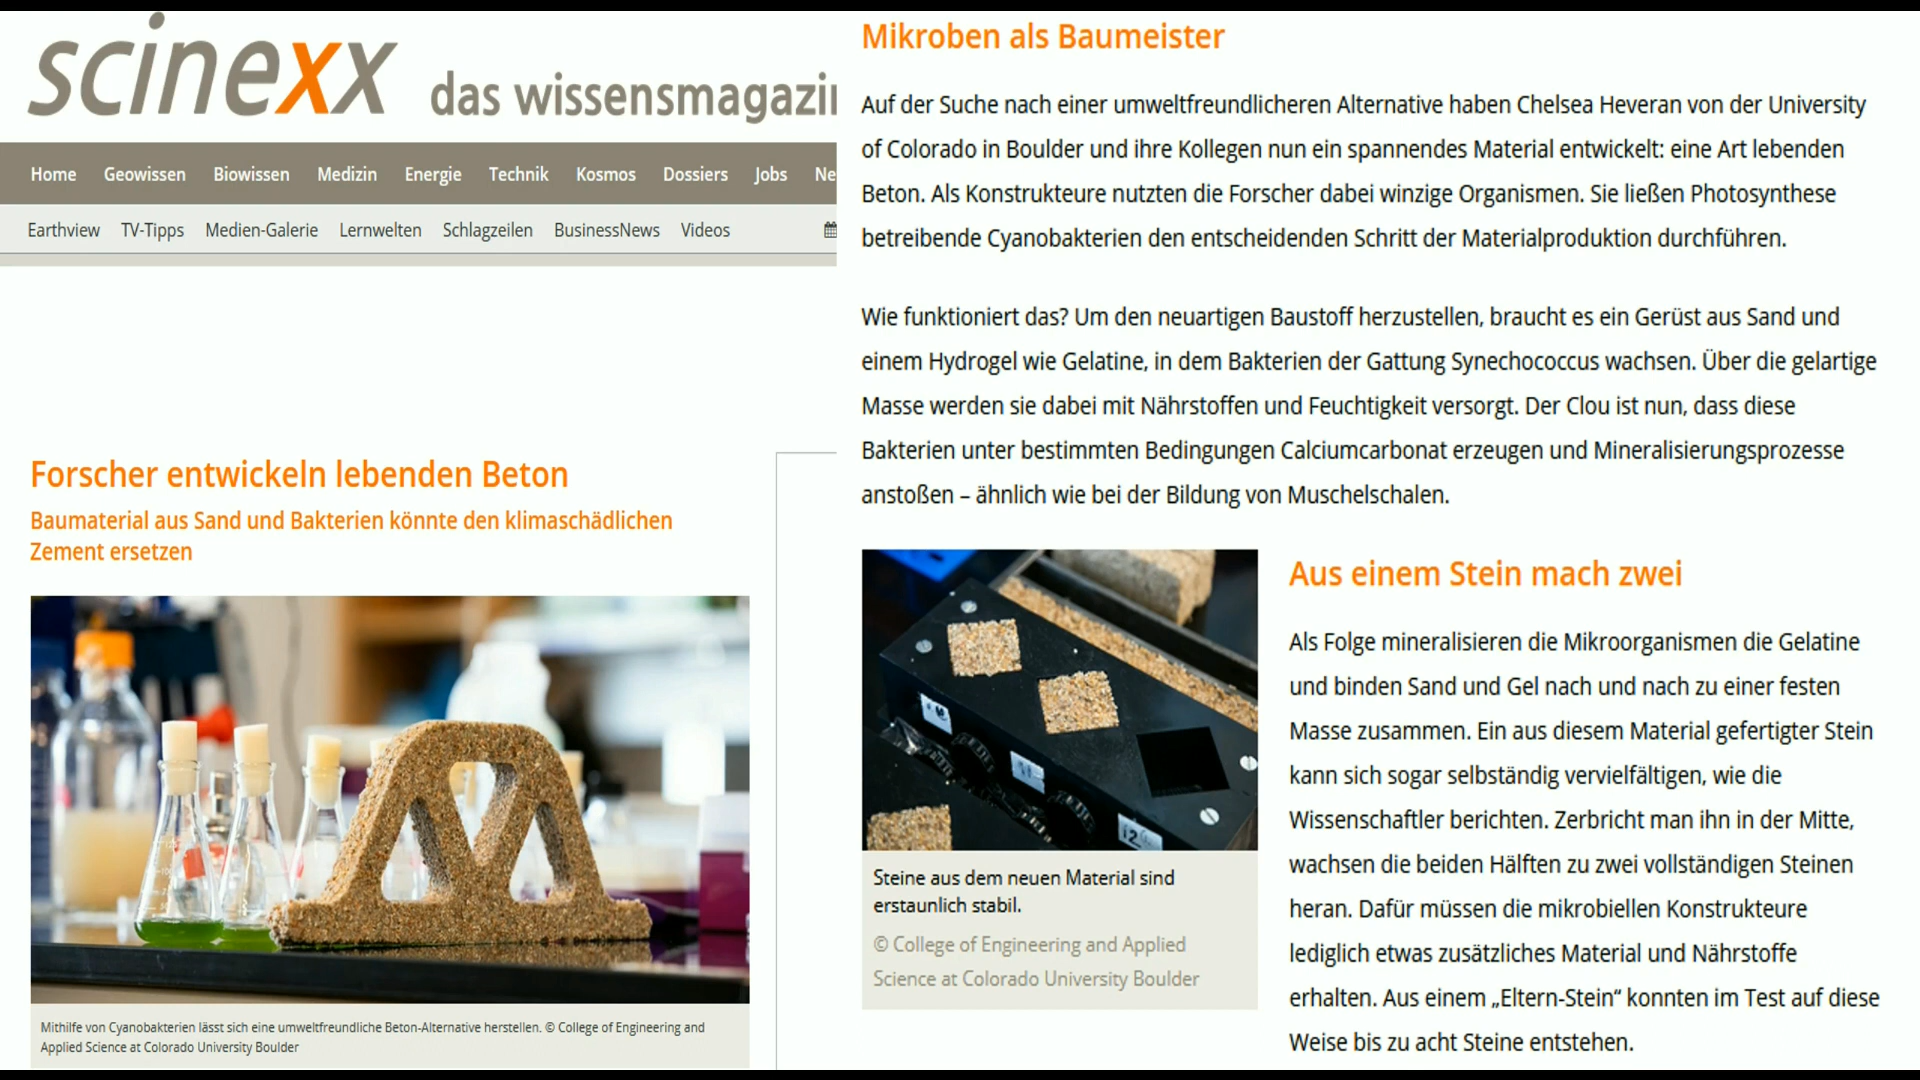 scinexx das wissensmagazin
Home Geowissen Biowissen Medizin Energie Technik Kosmos Dossiers Jobs Ne
Earthview TV-Tipps Medien-Galerie Lernwelten Schlagzeilen BusinessNews Videos
Forscher entwickeln lebenden Beton
Baumaterial aus Sand und Bakterien könnte den klimaschädlichen
Zement ersetzen
Mithilfe von Cyanobakterien lässt sich eine umweltfreundliche Beton-Alternative herstellen. © College of Engineering and
Applied Science at Colorado University Boulder
Mikroben als Baumeister
Auf der Suche nach einer umweltfreundlicheren Alternative haben Chelsea Heveran von der University
of Colorado in Boulder und ihre Kollegen nun ein spannendes Material entwickelt: eine Art lebenden
Beton. Als Konstrukteure nutzten die Forscher dabei winzige Organismen. Sie ließen Photosynthese
betreibende Cyanobakterien den entscheidenden Schritt der Materialproduktion durchführen.
Wie funktioniert das? Um den neuartigen Baustoff herzustellen, braucht es ein Gerüst aus Sand und
einem Hydrogel wie Gelatine, in dem Bakterien der Gattung Synechococcus wachsen. Über die gelartige
Masse werden sie dabei mit Nährstoffen und Feuchtigkeit versorgt. Der Clou ist nun, dass diese
Bakterien unter bestimmten Bedingungen Calciumcarbonat erzeugen und Mineralisierungsprozesse
anstoßen – ähnlich wie bei der Bildung von Muschelschalen.
Steine aus dem neuen Material sind
erstaunlich stabil.
© College of Engineering and Applied
Science at Colorado University Boulder
Aus einem Stein mach zwei
Als Folge mineralisieren die Mikroorganismen die Gelatine
und binden Sand und Gel nach und nach zu einer festen
Masse zusammen. Ein aus diesem Material gefertigter Stein
kann sich sogar selbständig vervielfältigen, wie die
Wissenschaftler berichten. Zerbricht man ihn in der Mitte,
wachsen die beiden Hälften zu zwei vollständigen Steinen
heran. Dafür müssen die mikrobiellen Konstrukteure
lediglich etwas zusätzliches Material und Nährstoffe
erhalten. Aus einem „Eltern-Stein“ konnten im Test auf diese
Weise bis zu acht Steine entstehen.